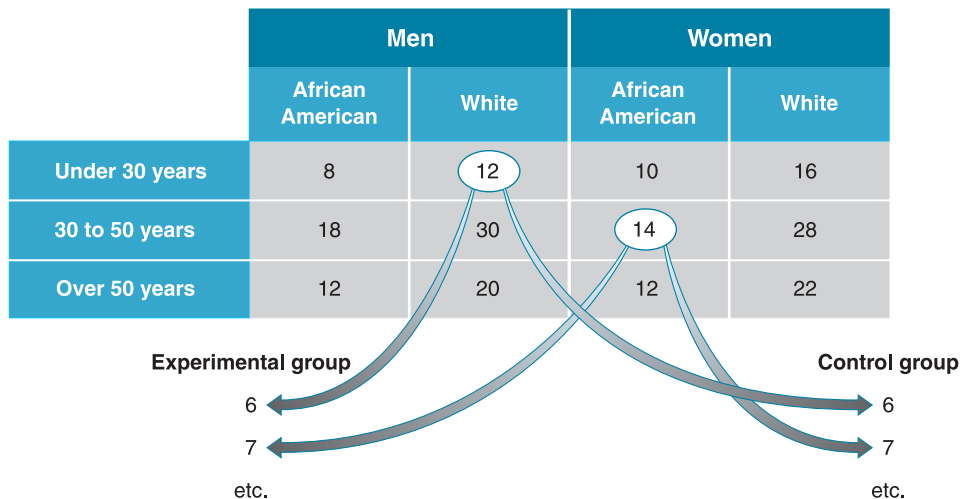 Men Women
African American White African American White
Under 30 years 8 12 10 16
30 to 50 years 18 30 14 28
Over 50 years 12 20 12 22
Experimental group Control group
6 6
7 7
etc. etc.